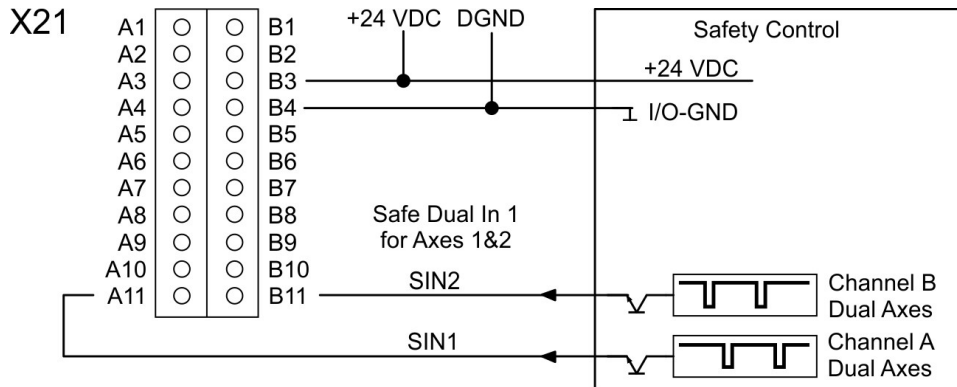 X21
+24 VDC DGND
Safety Control
A1 B1
A2 B2
A3 B3
+24 VDC
A4 B4
I/O-GND
A5 B5
A6 B6
A7 B7
A8 B8
Safe Dual In 1
for Axes 1&2
A9 B9
A10 B10
A11 B11
SIN2
Channel B
Dual Axes
SIN1
Channel A
Dual Axes